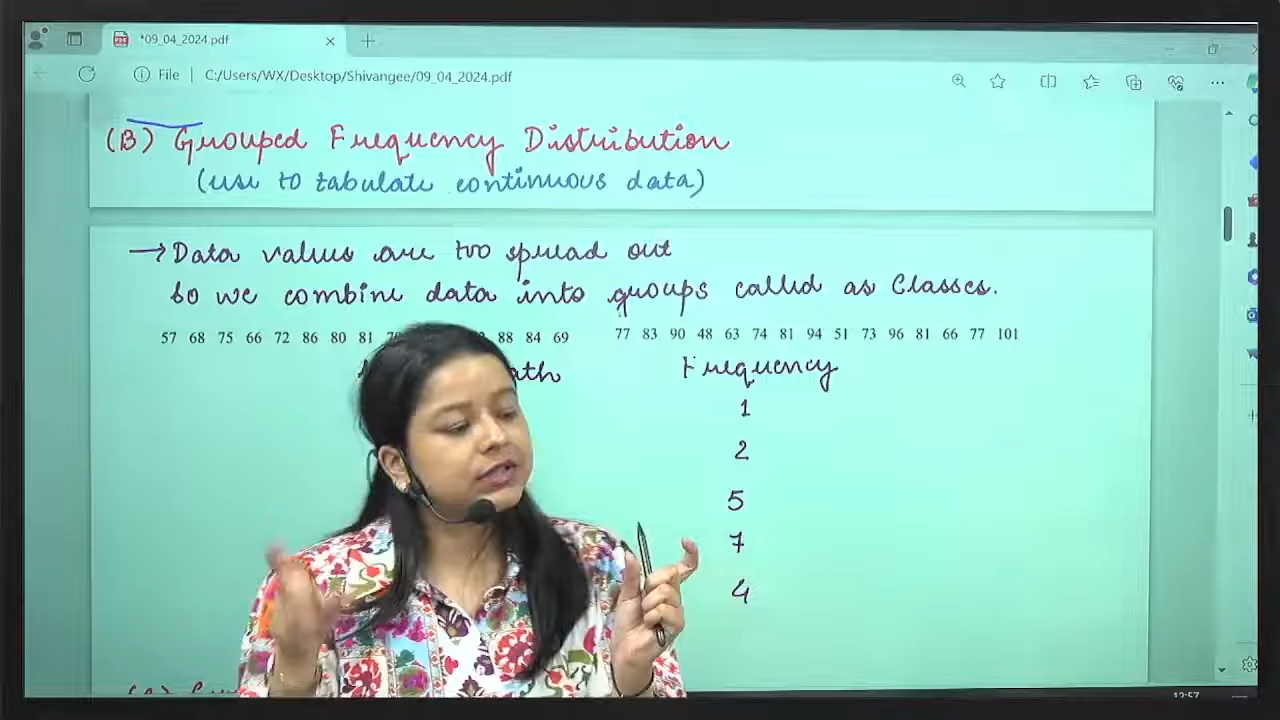 *09_04_2024.pdf
File | C:/Users/WX/Desktop/Shivangee/09_04_2024.pdf
(B) Grouped Frequency Distribution
(use to tabulate continuous data)
→ Data values are too spread out
so we combine data into groups called as Classes.
57 68 75 66 72 86 80 81 88 84 69
77 83 90 48 63 74 81 94 51 73 96 81 66 77 101
Frequency
1
2
5
7
4